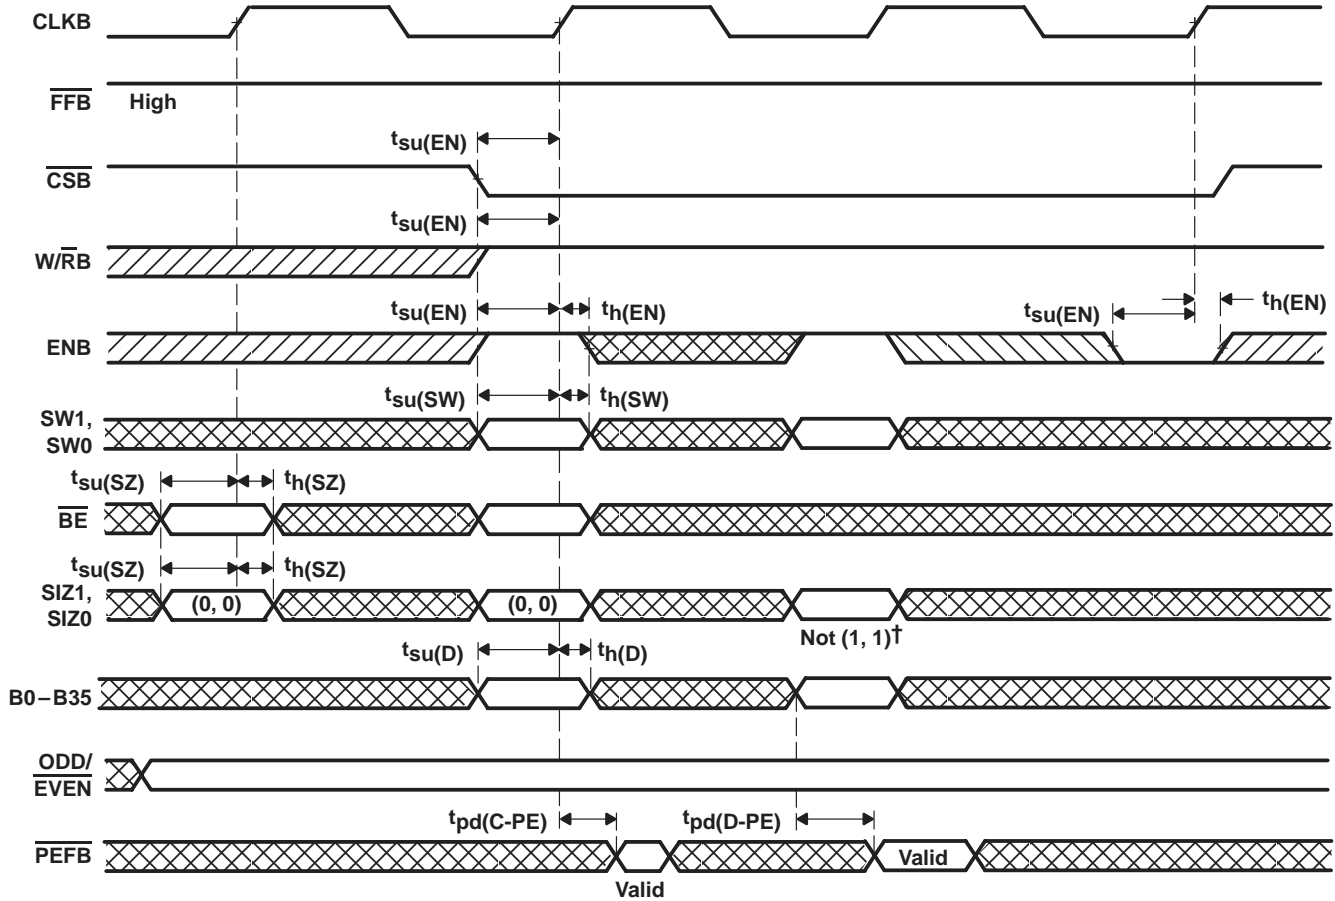 CLKB
FFB High
tsu(EN)
CSB
tsu(EN)
W/RB
tsu(EN) th(EN) tsu(EN) th(EN)
ENB
tsu(SW) th(SW)
SW1,
SW0
tsu(SZ) th(SZ)
BE
tsu(SZ) th(SZ)
SIZ1,
SIZ0
(0, 0) (0, 0)
Not (1, 1)†
tsu(D) th(D)
B0–B35
ODD/
EVEN
tpd(C-PE) tpd(D-PE)
PEFB
Valid
Valid